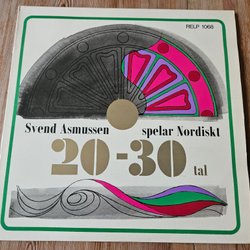 RELP 1068
Svend Asmussen spelar Nordiskt
20-30
tal